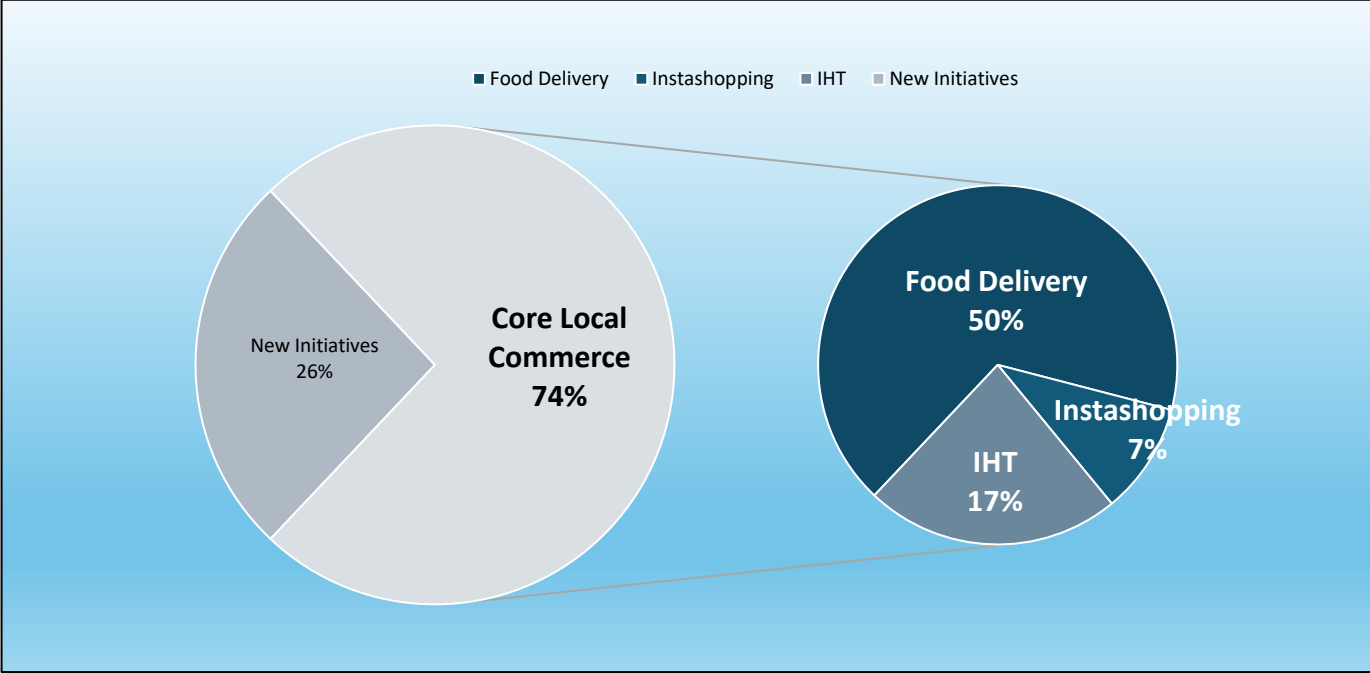 Food Delivery Instashopping IHT New Initiatives
New Initiatives
26%
Core Local
Commerce
74%
Food Delivery
50%
Instashopping
7%
IHT
17%